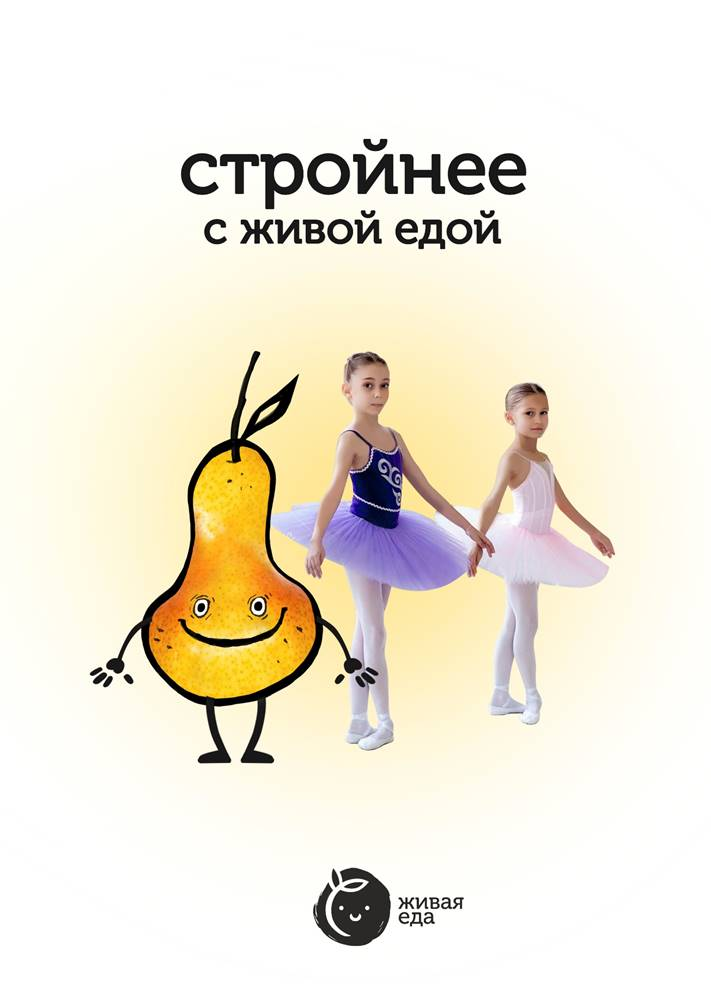 стройнее
с живой едой
живая
еда